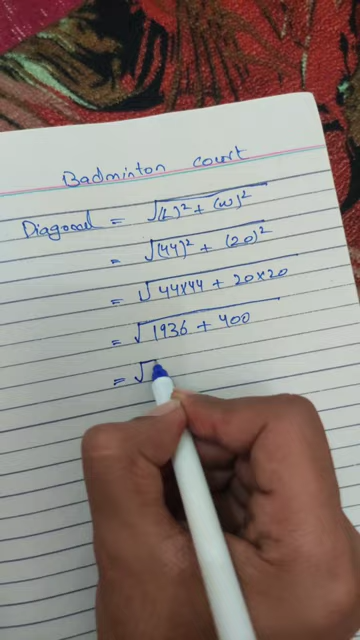 Badminton court
Diagonal = √(L)² + (w)²
= √(44)² + (20)²
= √44×44 + 20×20
= √1936 + 400
= √